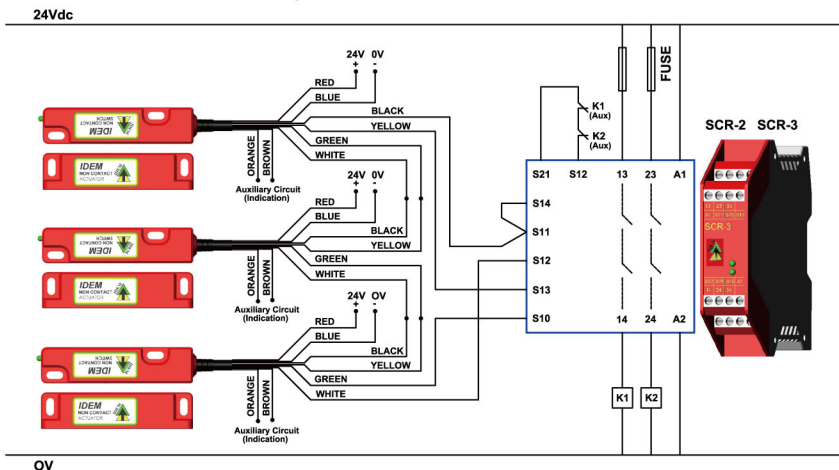 24Vdc
24V 0V
+ -
RED
BLUE
BLACK
YELLOW
GREEN
WHITE
ORANGE
BROWN
Auxiliary Circuit
(Indication)
IDEM
NON CONTACT
SWITCH
IDEM
NON CONTACT
ACTUATOR
24V 0V
+ -
RED
BLUE
BLACK
YELLOW
GREEN
WHITE
ORANGE
BROWN
Auxiliary Circuit
(Indication)
IDEM
NON CONTACT
SWITCH
IDEM
NON CONTACT
ACTUATOR
24V OV
+ -
RED
BLUE
BLACK
YELLOW
GREEN
WHITE
ORANGE
BROWN
Auxiliary Circuit
(Indication)
IDEM
NON CONTACT
SWITCH
IDEM
NON CONTACT
ACTUATOR
FUSE
K1
(Aux)
K2
(Aux)
S21 S12 13 23 A1
S14
S11
S12
S13
S10 14 24 A2
K1 K2
SCR-2 SCR-3
SCR-3
OV